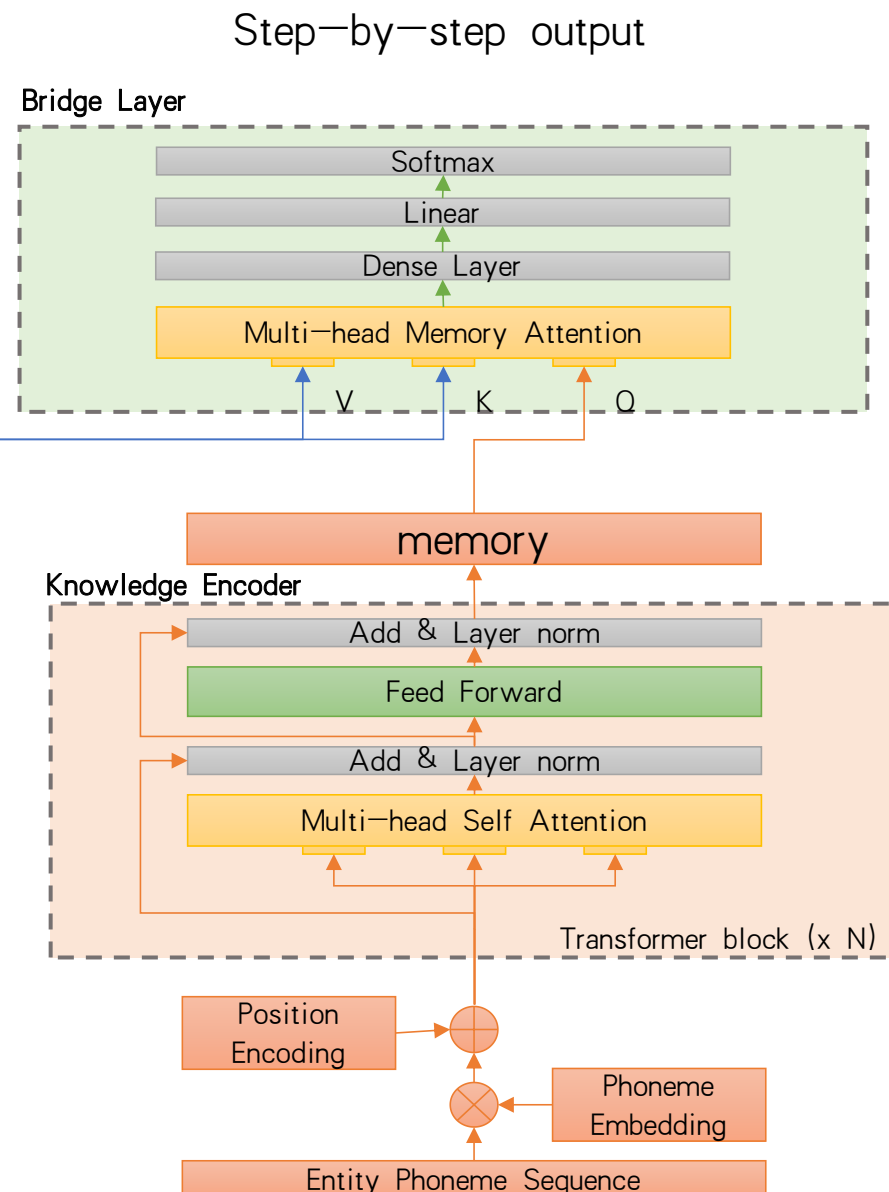 Step-by-step output
Bridge Layer
Softmax
Linear
Dense Layer
Multi-head Memory Attention
V K Q
memory
Knowledge Encoder
Add & Layer norm
Feed Forward
Add & Layer norm
Multi-head Self Attention
Transformer block (x N)
Position
Encoding
Phoneme
Embedding
Entity Phoneme Sequence